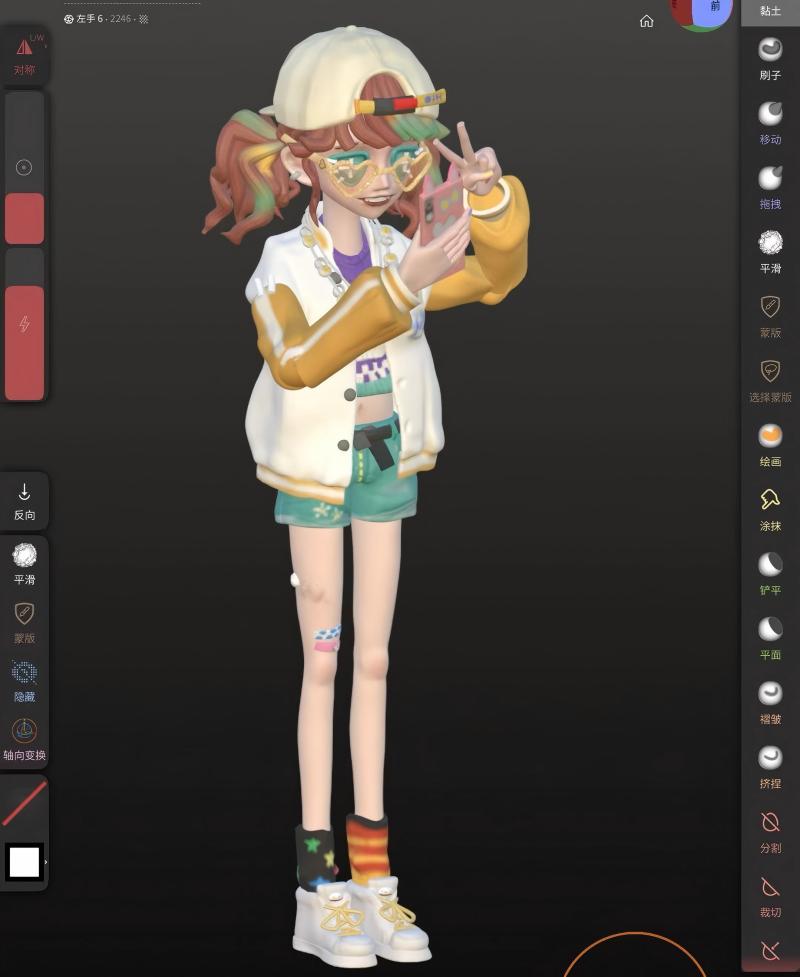 左手 6 · 2246 ·
前
黏土
L/W
对称
刷子
移动
拖拽
平滑
蒙版
选择蒙版
绘画
涂抹
铲平
平面
褶皱
挤捏
分割
裁切
反向
平滑
蒙版
隐藏
轴向变换